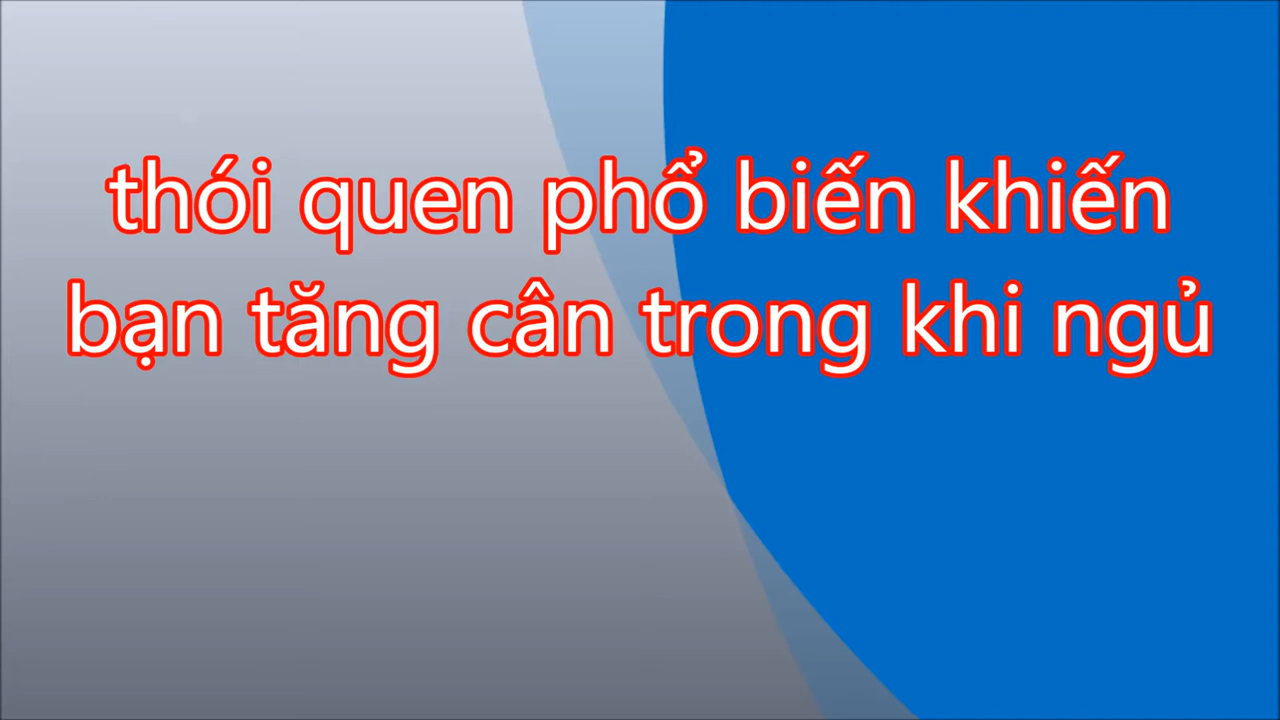 thói quen phổ biến khiến
bạn tăng cân trong khi ngủ